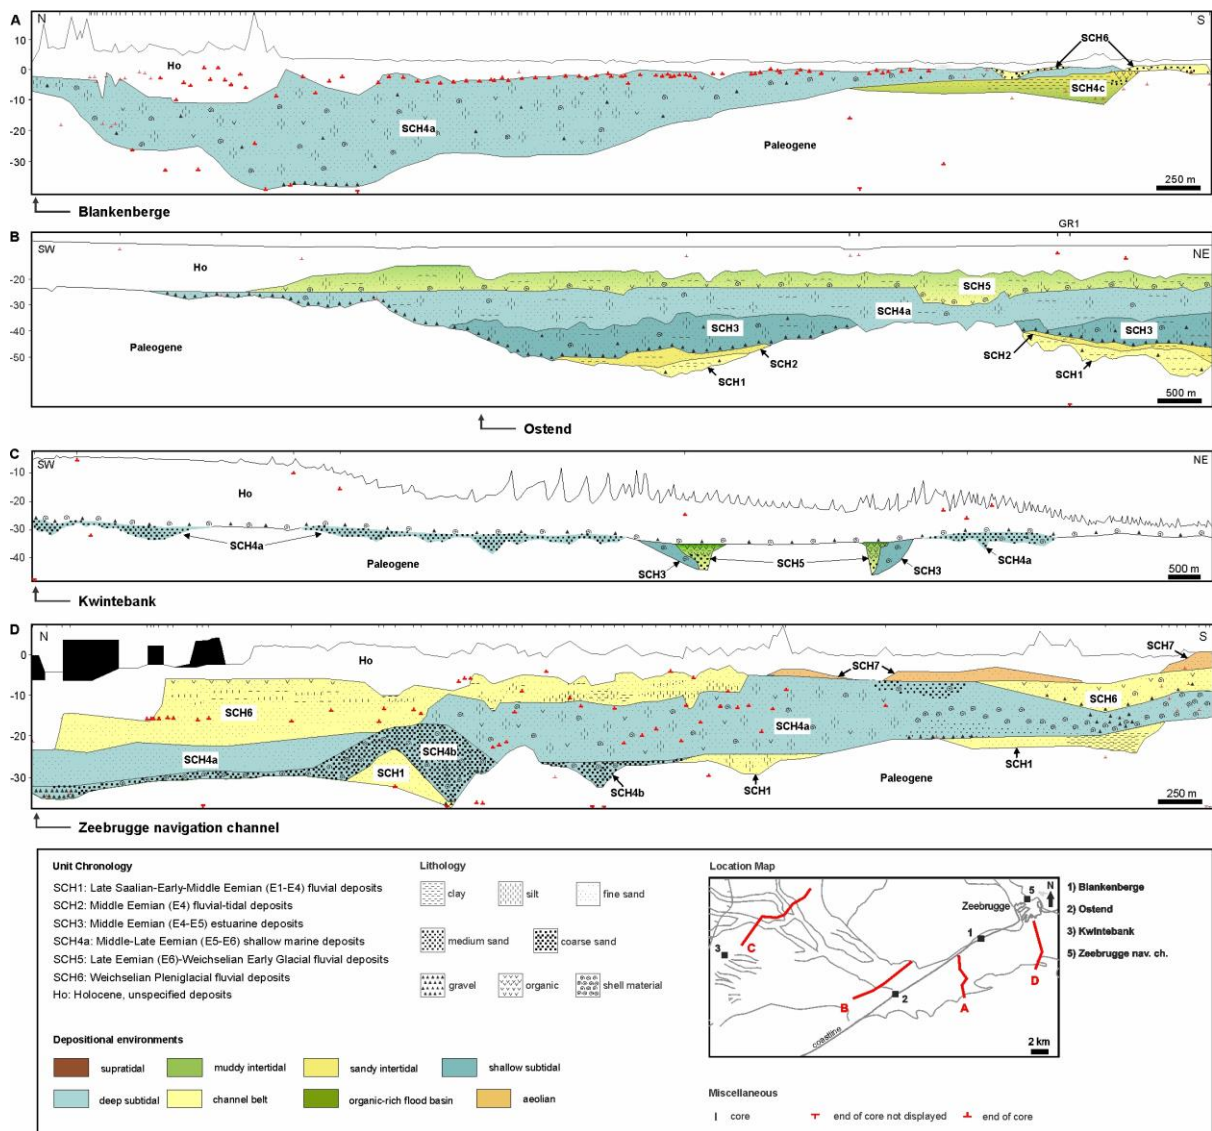 A
N
S
10
0
-10
-20
-30
Ho
SCH6
SCH4c
SCH4a
Paleogene
250 m
Blankenberge
GR1
B
SW
NE
-20
-30
-40
-50
Ho
SCH5
SCH4a
SCH3
SCH3
Paleogene
SCH2
SCH2
SCH1
SCH1
500 m
Ostend
C
SW
NE
-10
-20
-30
-40
Ho
SCH4a
Paleogene
SCH3
SCH5
SCH3
SCH4a
500 m
Kwintebank
D
N
S
0
-10
-20
-30
Ho
SCH7
SCH7
SCH6
SCH6
SCH4a
SCH4a
SCH4b
SCH1
SCH4b
SCH1
SCH1
Paleogene
250 m
Zeebrugge navigation channel
Unit Chronology
SCH1: Late Saalian-Early-Middle Eemian (E1-E4) fluvial deposits
SCH2: Middle Eemian (E4) fluvial-tidal deposits
SCH3: Middle Eemian (E4-E5) estuarine deposits
SCH4a: Middle-Late Eemian (E5-E6) shallow marine deposits
SCH5: Late Eemian (E6)-Weichselian Early Glacial fluvial deposits
SCH6: Weichselian Pleniglacial fluvial deposits
Ho: Holocene, unspecified deposits
Lithology
clay
silt
fine sand
medium sand
coarse sand
gravel
organic
shell material
Location Map
N
5
Zeebrugge
1
3
C
B
2
A
D
coastline
2 km
1) Blankenberge
2) Ostend
3) Kwintebank
5) Zeebrugge nav. ch.
Depositional environments
supratidal
muddy intertidal
sandy intertidal
shallow subtidal
deep subtidal
channel belt
organic-rich flood basin
aeolian
Miscellaneous
core
end of core not displayed
end of core